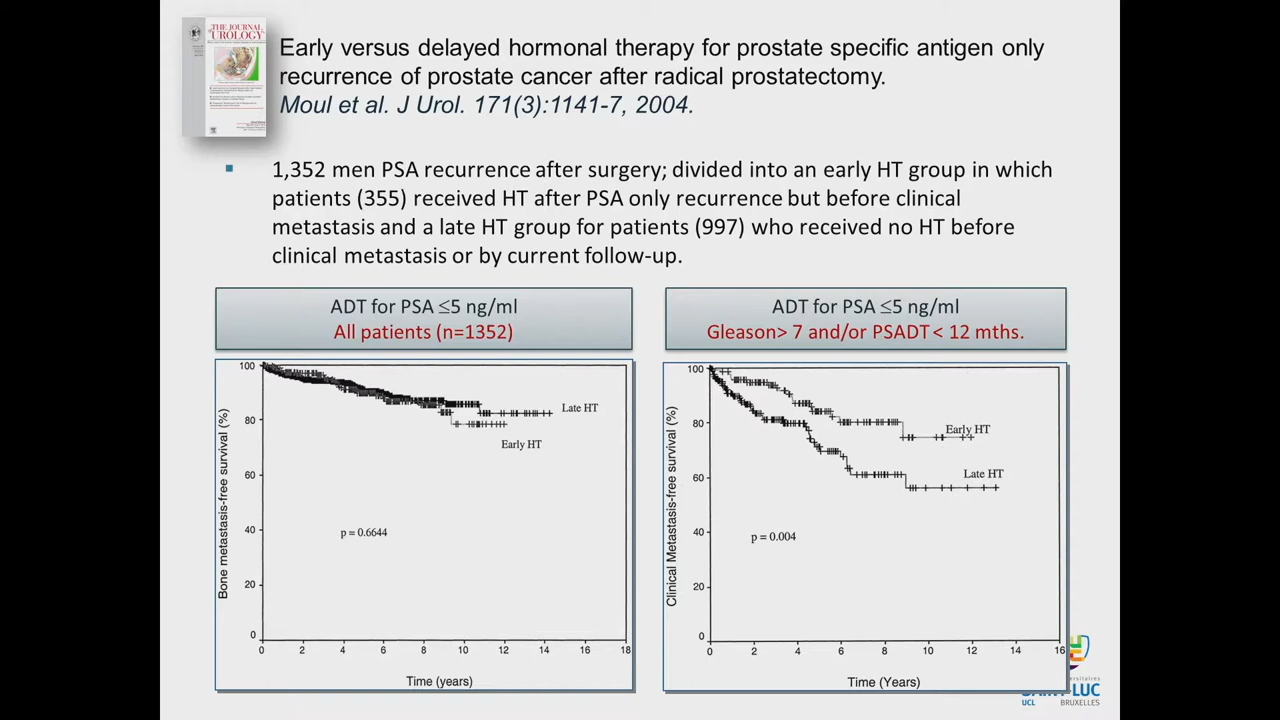 THE JOURNAL
of UROLOGY
Early versus delayed hormonal therapy for prostate specific antigen only
recurrence of prostate cancer after radical prostatectomy.
Moul et al. J Urol. 171(3):1141-7, 2004.
1,352 men PSA recurrence after surgery; divided into an early HT group in which
patients (355) received HT after PSA only recurrence but before clinical
metastasis and a late HT group for patients (997) who received no HT before
clinical metastasis or by current follow-up.
ADT for PSA ≤5 ng/ml
All patients (n=1352)
Bone metastasis-free survival (%)
100
80
60
40
20
0
Late HT
Early HT
p = 0.6644
0 2 4 6 8 10 12 14 16 18
Time (years)
ADT for PSA ≤5 ng/ml
Gleason> 7 and/or PSADT < 12 mths.
Clinical Metastasis-free survival (%)
100
80
60
40
20
0
Early HT
Late HT
p = 0.004
0 2 4 6 8 10 12 14 16
Time (Years)
UCL BRUXELLES